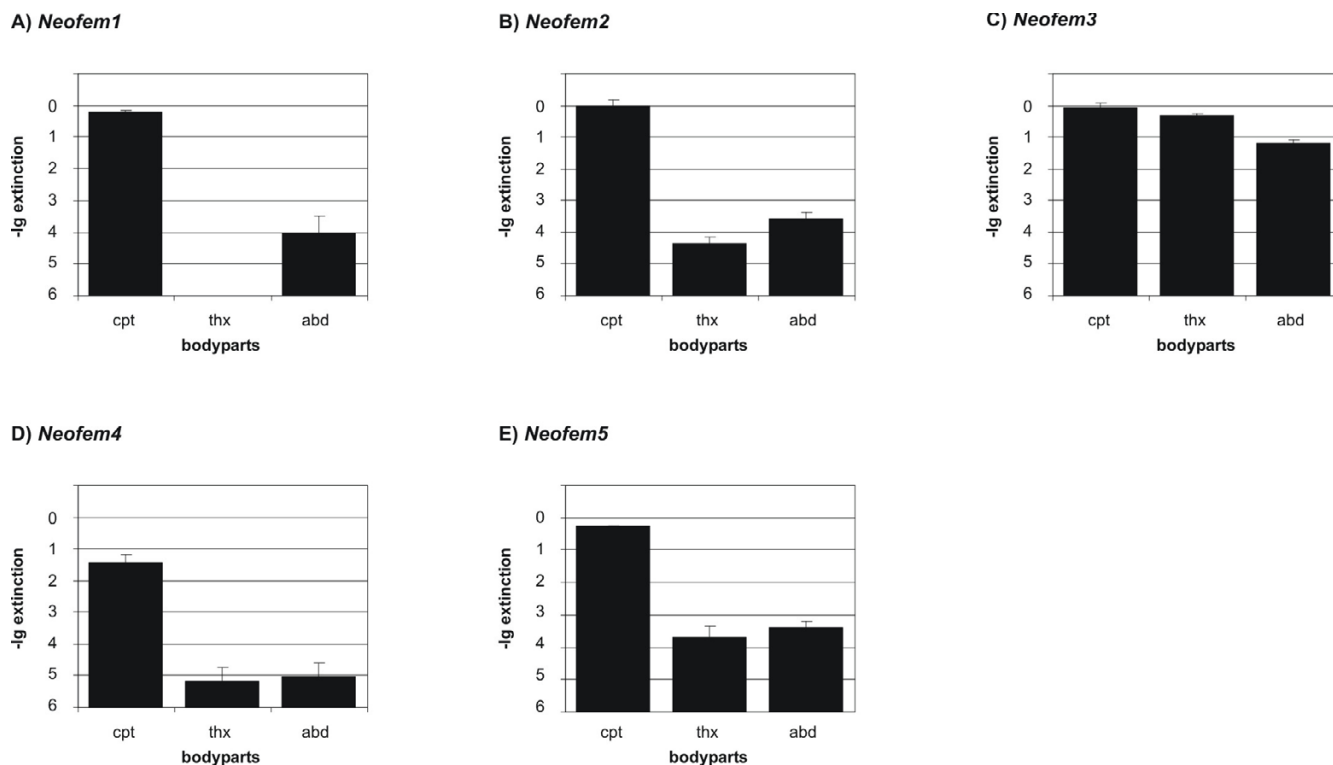 A) Neofem1
B) Neofem2
C) Neofem3
-lg extinction
0
1
2
3
4
5
6
cpt
thx
abd
bodyparts
-lg extinction
0
1
2
3
4
5
6
cpt
thx
abd
bodyparts
-lg extinction
0
1
2
3
4
5
6
cpt
thx
abd
bodyparts
D) Neofem4
E) Neofem5
-lg extinction
0
1
2
3
4
5
6
cpt
thx
abd
bodyparts
-lg extinction
0
1
2
3
4
5
6
cpt
thx
abd
bodyparts